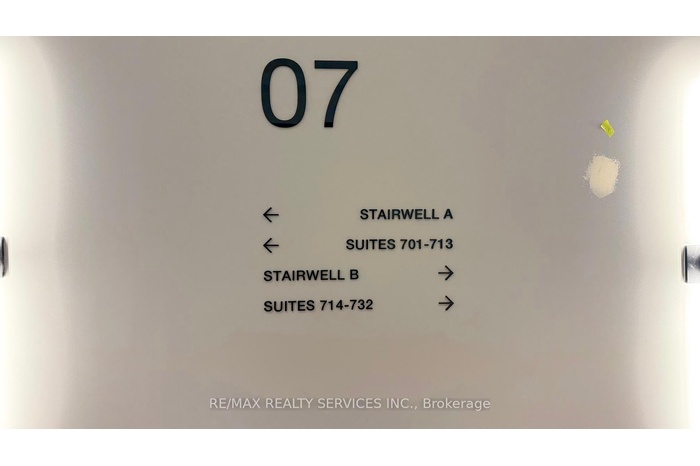 07
← STAIRWELL A
← SUITES 701-713
STAIRWELL B →
SUITES 714-732 →
RE/MAX REALTY SERVICES INC., Brokerage